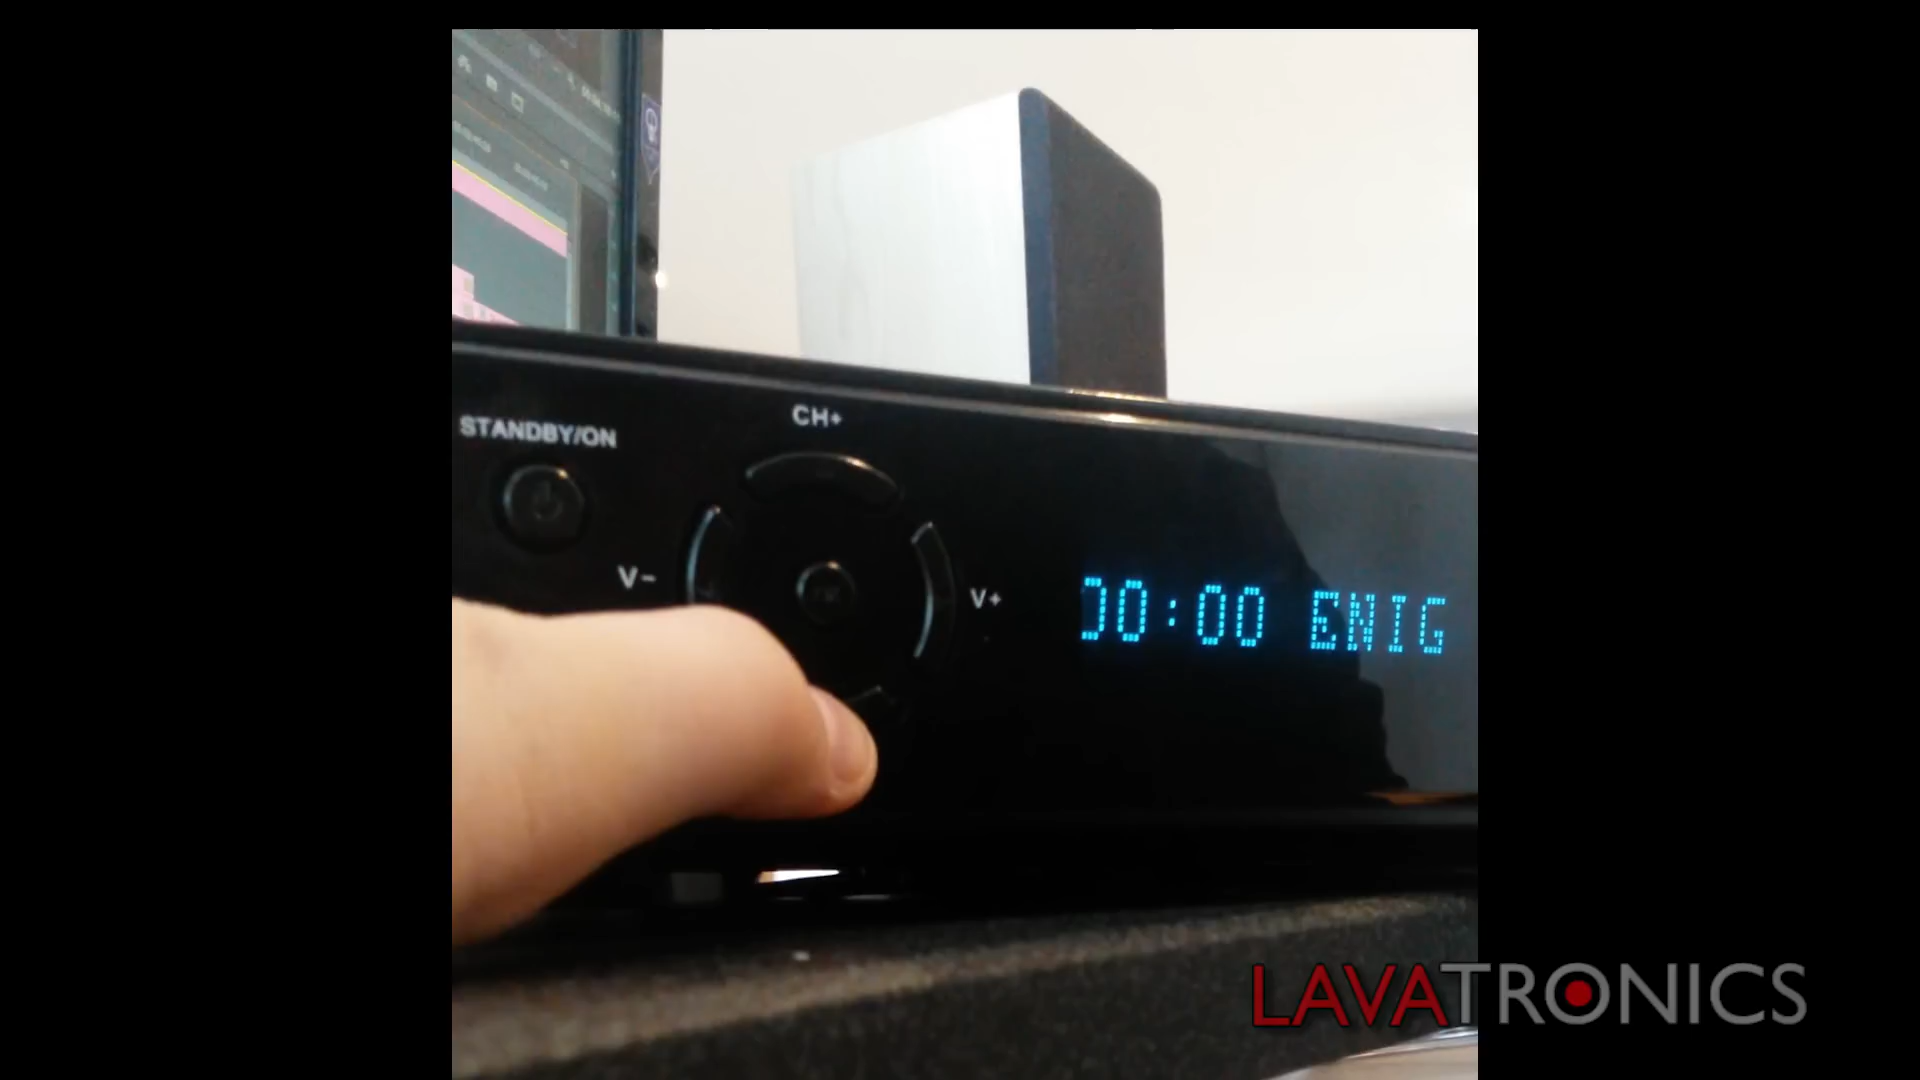 STANDBY/ON
CH+
V-
V+
00:00 ENIG
LAVATRONICS